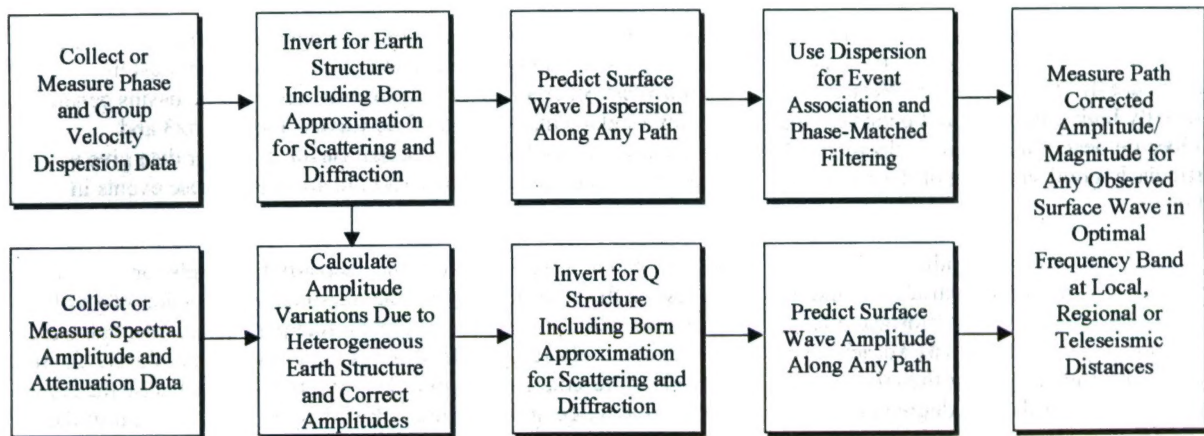 Collect or
Measure Phase
and Group
Velocity
Dispersion Data
Invert for Earth
Structure
Including Born
Approximation
for Scattering and
Diffraction
Predict Surface
Wave Dispersion
Along Any Path
Use Dispersion
for Event
Association and
Phase-Matched
Filtering
Measure Path
Corrected
Amplitude/
Magnitude for
Any Observed
Surface Wave in
Optimal
Frequency Band
at Local,
Regional or
Teleseismic
Distances
Collect or
Measure Spectral
Amplitude and
Attenuation Data
Calculate
Amplitude
Variations Due to
Heterogeneous
Earth Structure
and Correct
Amplitudes
Invert for Q
Structure
Including Born
Approximation
for Scattering and
Diffraction
Predict Surface
Wave Amplitude
Along Any Path